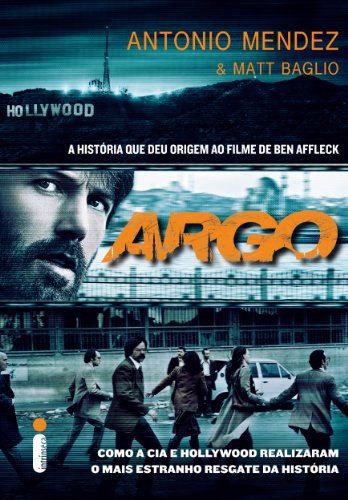 ANTONIO MENDEZ
& MATT BAGLIO
HOLLYWOOD
A HISTÓRIA QUE DEU ORIGEM AO FILME DE BEN AFFLECK
ARGO
intrínseca
COMO A CIA E HOLLYWOOD REALIZARAM
O MAIS ESTRANHO RESGATE DA HISTÓRIA